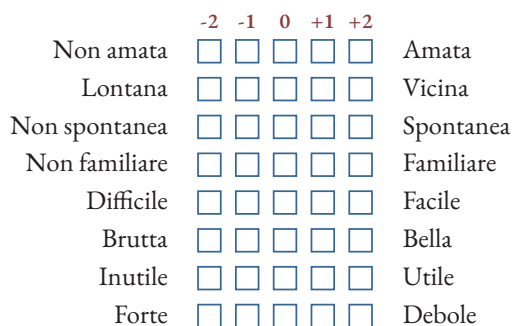 -2 -1 0 +1 +2
Non amata Amata
Lontana Vicina
Non spontanea Spontanea
Non familiare Familiare
Difficile Facile
Brutta Bella
Inutile Utile
Forte Debole